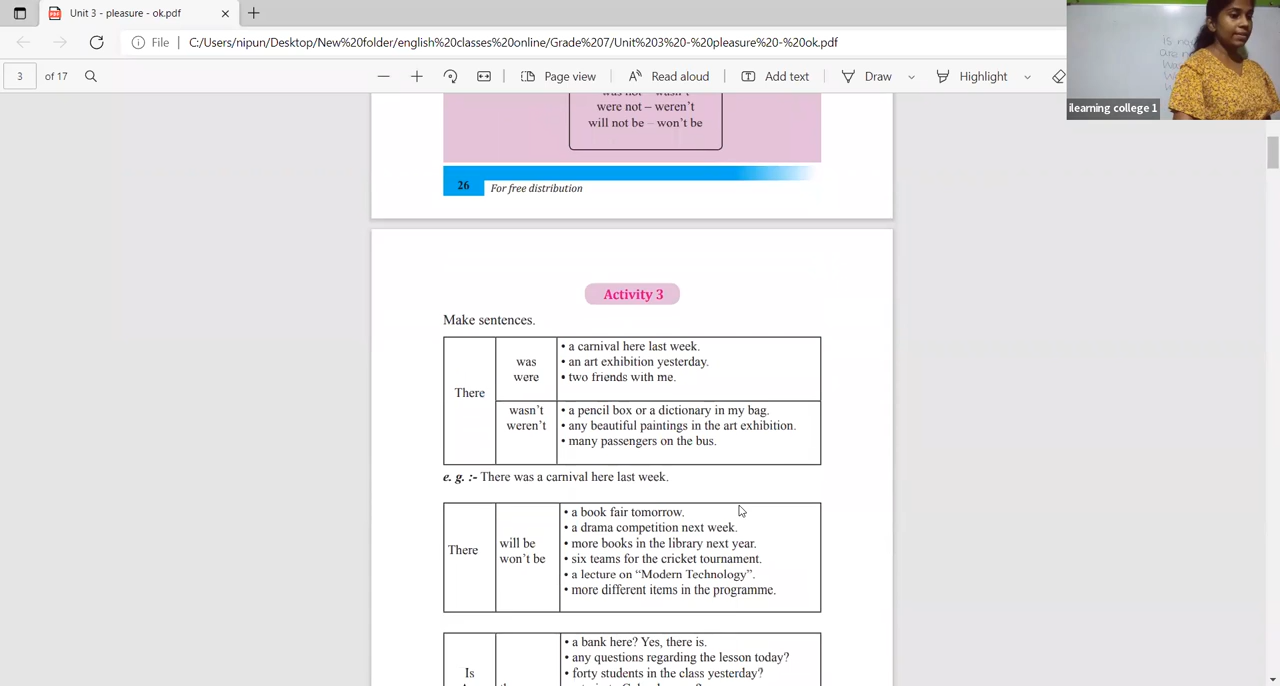 Unit 3 - pleasure - ok.pdf
File C:/Users/nipun/Desktop/New%20folder/english%20classes%20online/Grade%207/Unit%203%20-%20pleasure%20-%20ok.pdf
3 of 17 Page view Read aloud Add text Draw Highlight
ilearning college 1
was not – wasn't
were not – weren't
will not be – won't be
26 For free distribution
Activity 3
Make sentences.
There
was
were
• a carnival here last week.
• an art exhibition yesterday.
• two friends with me.
wasn't
weren't
• a pencil box or a dictionary in my bag.
• any beautiful paintings in the art exhibition.
• many passengers on the bus.
e. g. :- There was a carnival here last week.
There
will be
won't be
• a book fair tomorrow.
• a drama competition next week.
• more books in the library next year.
• six teams for the cricket tournament.
• a lecture on “Modern Technology”.
• more different items in the programme.
Is
• a bank here? Yes, there is.
• any questions regarding the lesson today?
• forty students in the class yesterday?